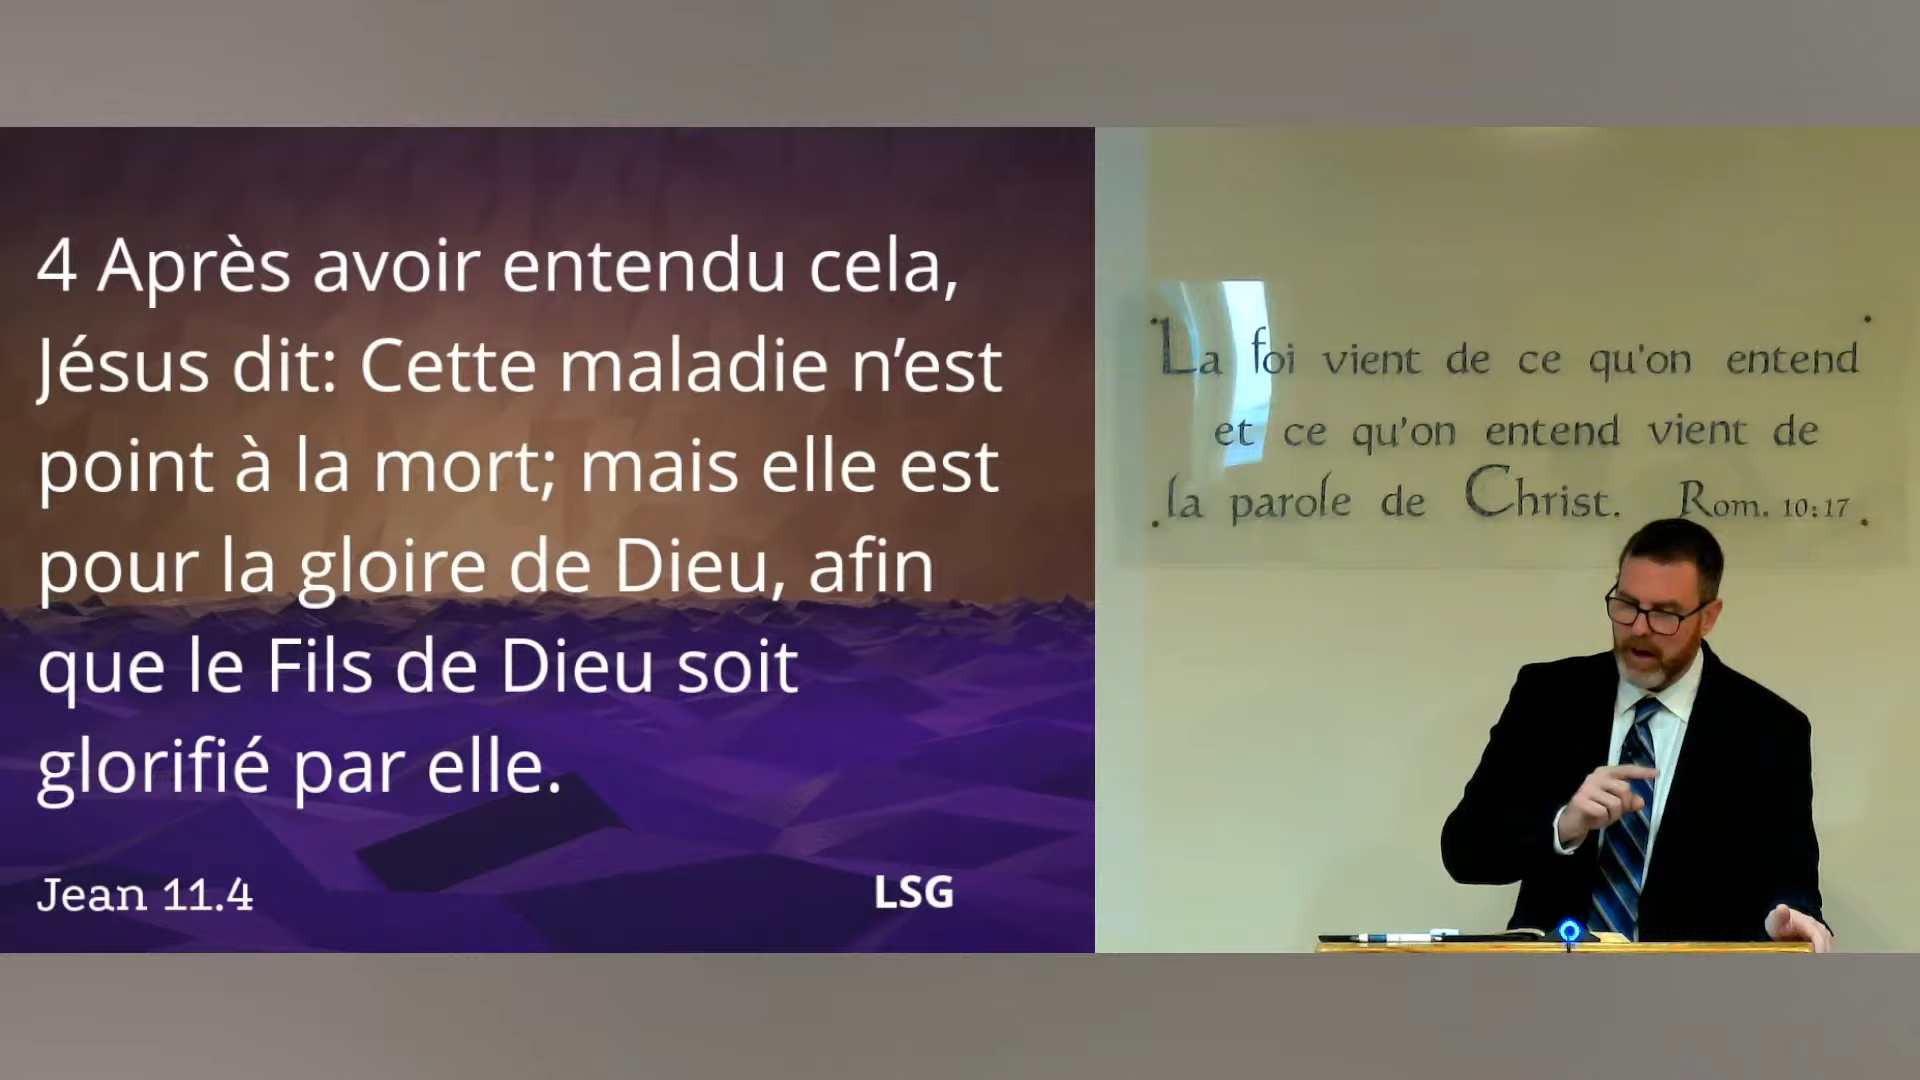 4 Après avoir entendu cela,
Jésus dit: Cette maladie n’est
point à la mort; mais elle est
pour la gloire de Dieu, afin
que le Fils de Dieu soit
glorifié par elle.
Jean 11.4
LSG
La foi vient de ce qu'on entend
et ce qu'on entend vient de
la parole de Christ. Rom. 10:17